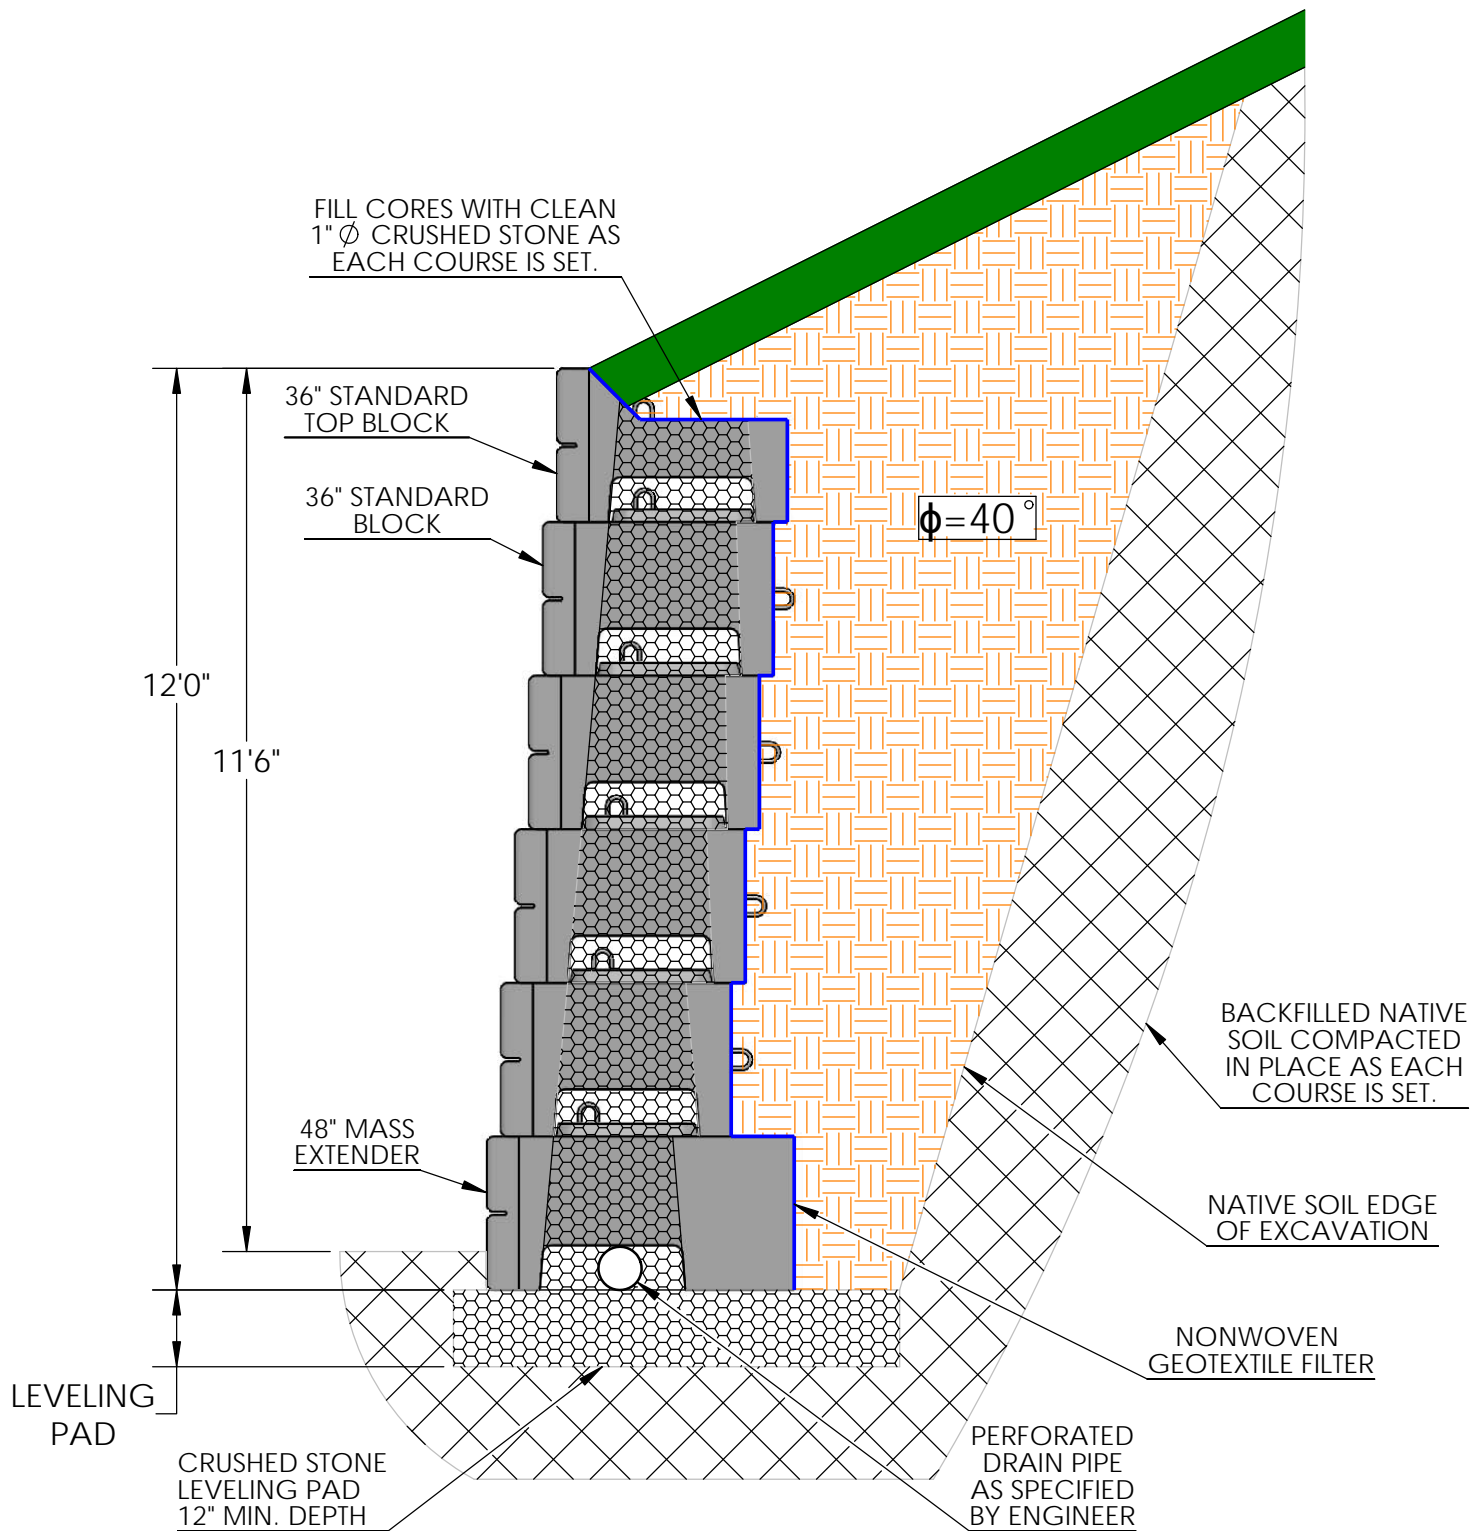 FILL CORES WITH CLEAN
1" Ø CRUSHED STONE AS
EACH COURSE IS SET.
36" STANDARD
TOP BLOCK
36" STANDARD
BLOCK
ϕ=40°
12'0"
11'6"
BACKFILLED NATIVE
SOIL COMPACTED
IN PLACE AS EACH
COURSE IS SET.
48" MASS
EXTENDER
NATIVE SOIL EDGE
OF EXCAVATION
NONWOVEN
GEOTEXTILE FILTER
LEVELING
PAD
CRUSHED STONE
LEVELING PAD
12" MIN. DEPTH
PERFORATED
DRAIN PIPE
AS SPECIFIED
BY ENGINEER